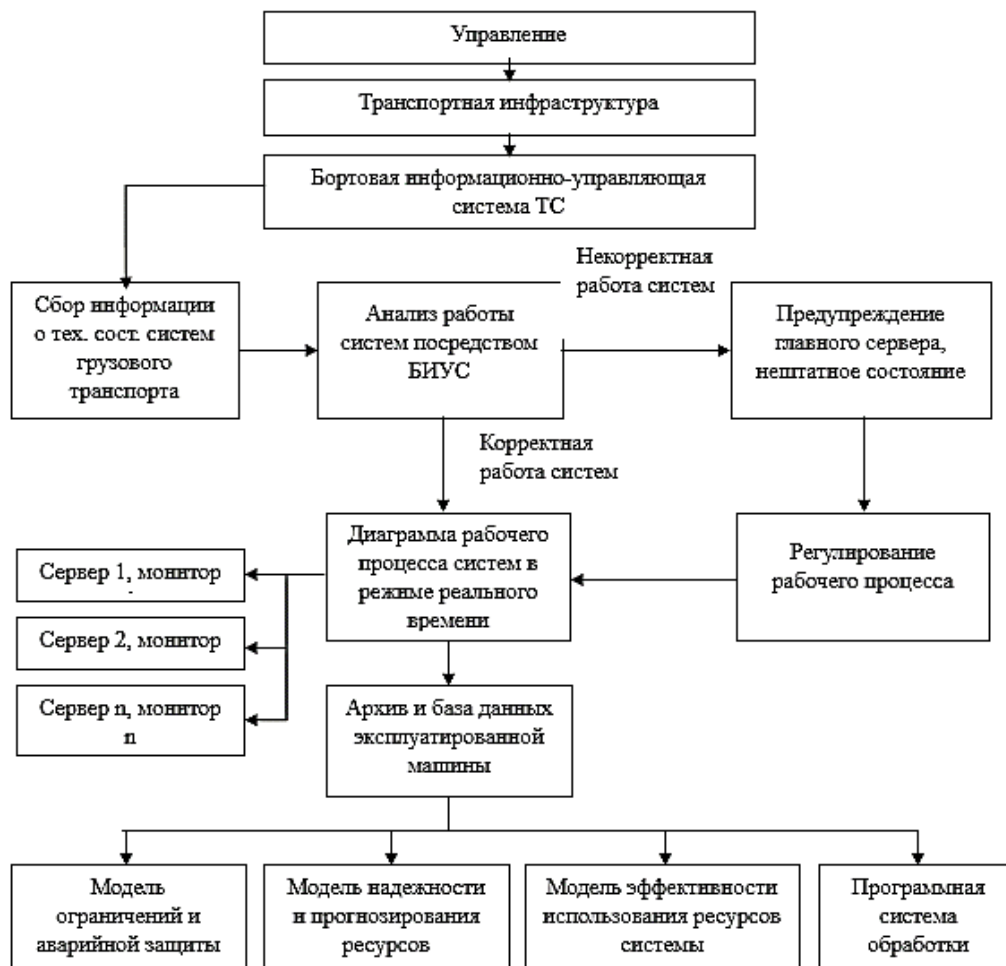 Управление
Транспортная инфраструктура
Бортовая информационно-управляющая
система ТС
Некорректная
работа систем
Сбор информации
о тех. сост. систем
грузового
транспорта
Анализ работы
систем посредством
БИУС
Предупреждение
главного сервера,
нештатное состояние
Корректная
работа систем
Диаграмма рабочего
процесса систем в
режные реального
времени
Регулирование
рабочего процесса
Сервер 1, монитор
Сервер 2, монитор
Сервер n, монитор
n
Архив и база данных
эксплуатированной
машины
Модель
ограничений и
аварийной защиты
Модель надежности
и прогнозирования
ресурсов
Модель эффективности
использования ресурсов
системы
Программная
система
обработки